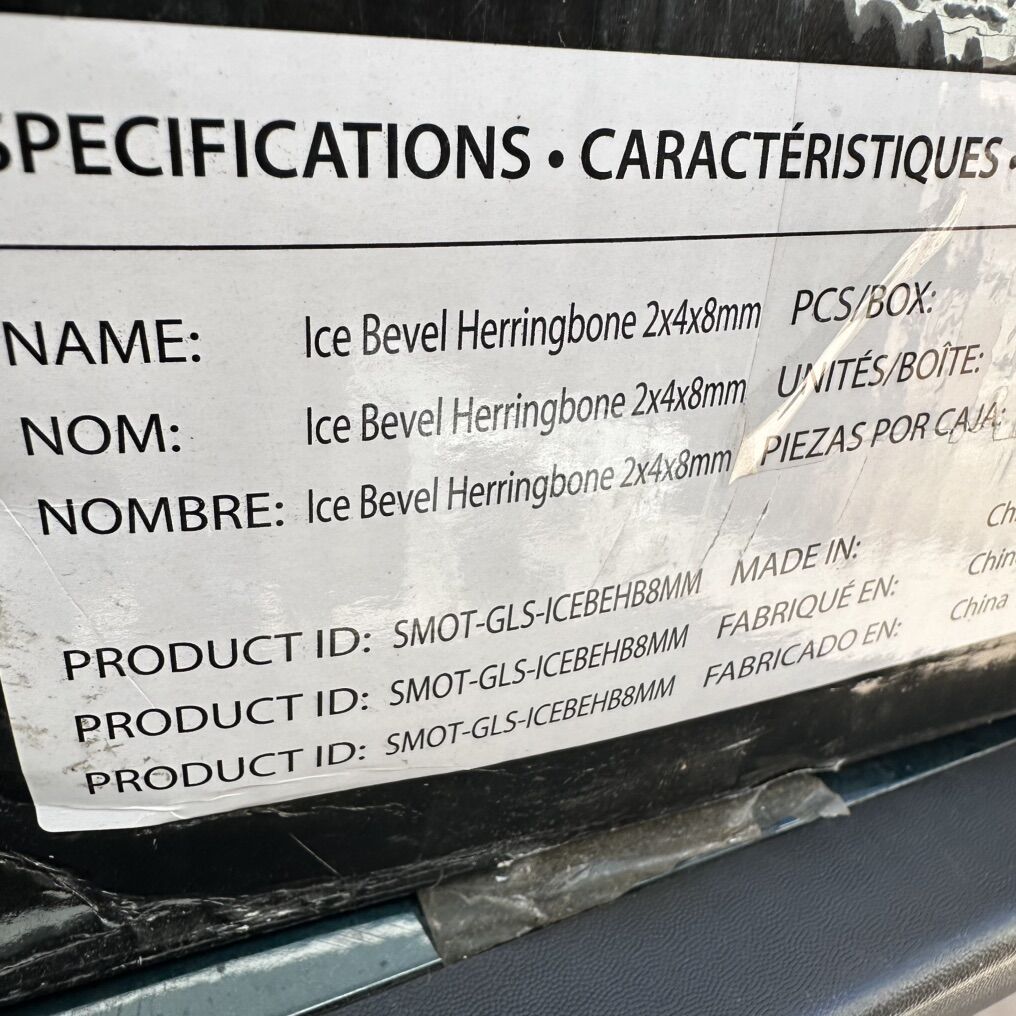 SPECIFICATIONS • CARACTÉRISTIQUES •
NAME: Ice Bevel Herringbone 2x4x8mm PCS/BOX:
NOM: Ice Bevel Herringbone 2x4x8mm UNITÉS/BOÎTE:
NOMBRE: Ice Bevel Herringbone 2x4x8mm PIEZAS POR CAJA:
PRODUCT ID: SMOT-GLS-ICEBEHB8MM MADE IN: Ch
PRODUCT ID: SMOT-GLS-ICEBEHB8MM FABRIQUÉ EN: Chin
PRODUCT ID: SMOT-GLS-ICEBEHB8MM FABRICADO EN: China